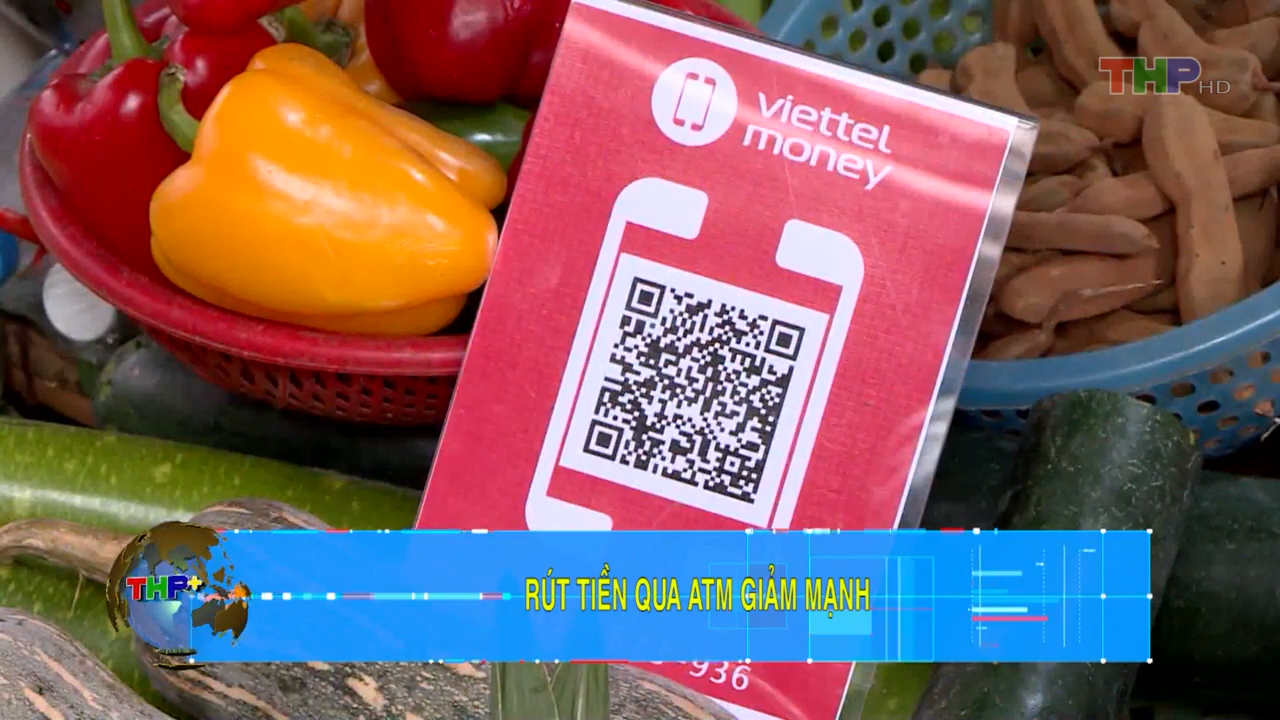 THP HD
viettel
money
THP+
RÚT TIỀN QUA ATM GIẢM MẠNH
936